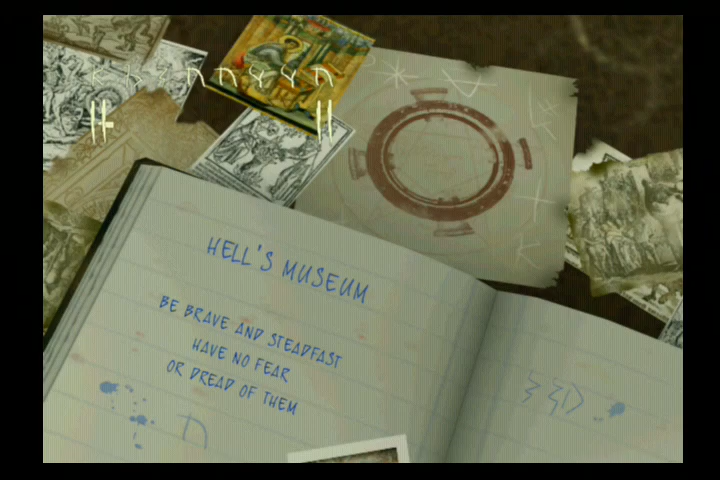 HELL'S MUSEUM
BE BRAVE AND STEADFAST
HAVE NO FEAR
OR DREAD OF THEM